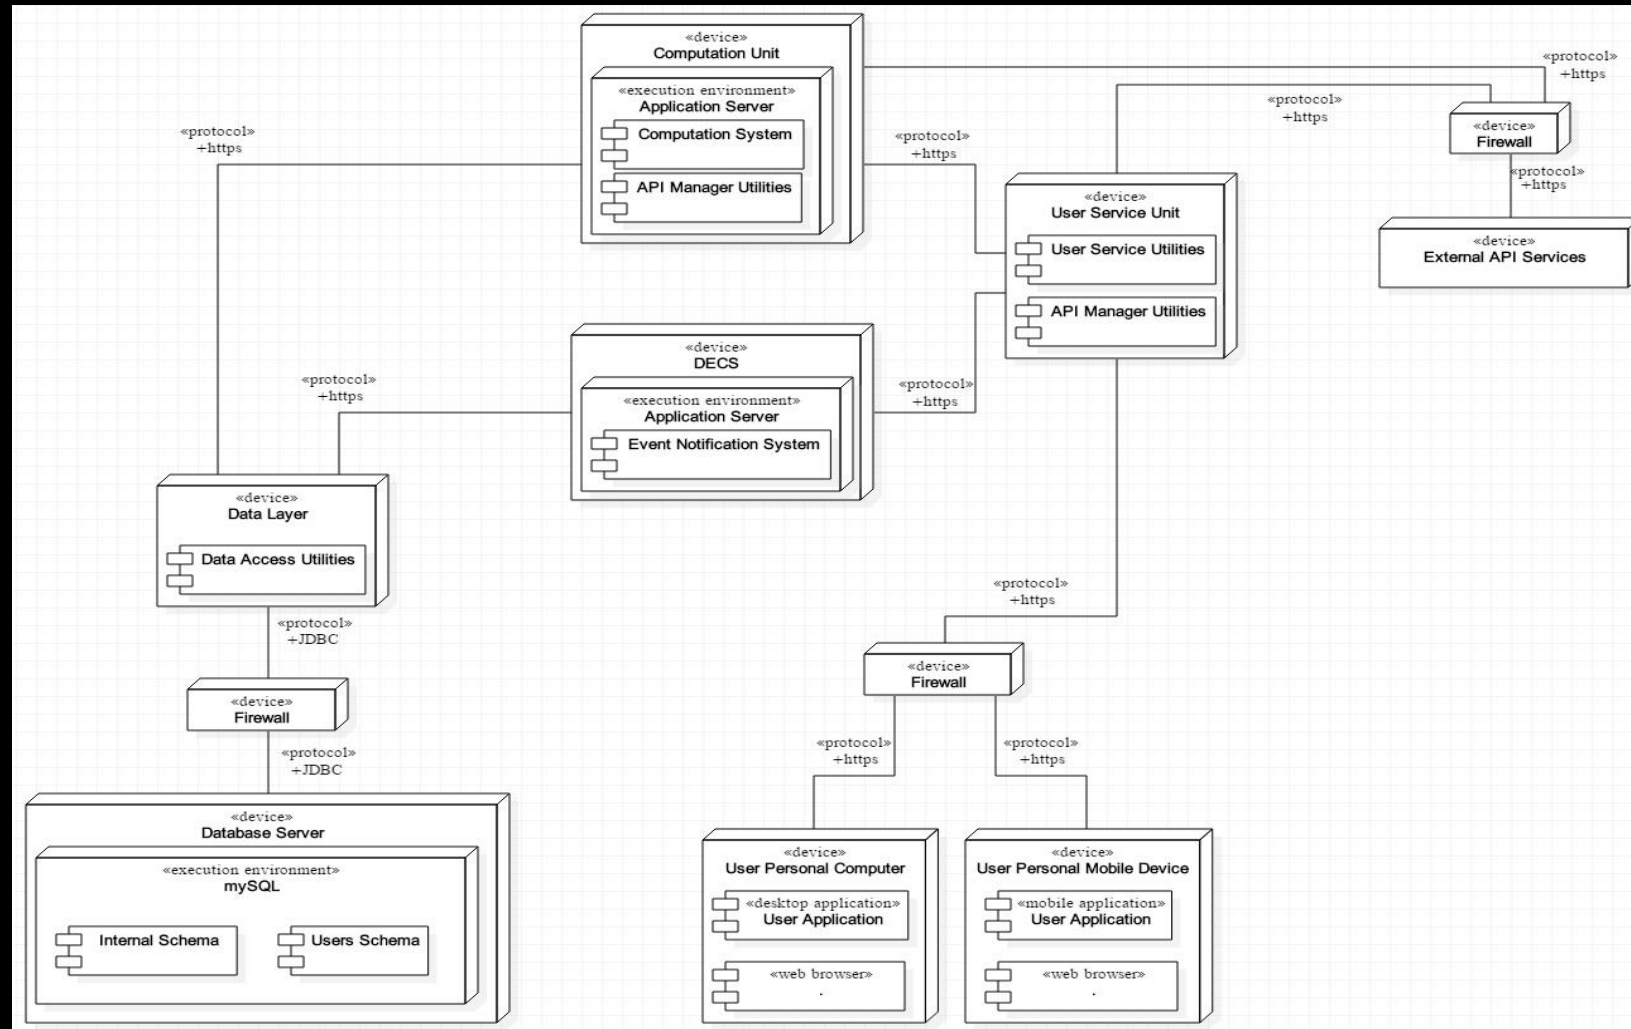 «device»
Computation Unit
«execution environment»
Application Server
Computation System
API Manager Utilities
«protocol»
+https
«protocol»
+https
«protocol»
+https
«protocol»
+https
«device»
Firewall
«protocol»
+https
«device»
External API Services
«device»
User Service Unit
User Service Utilities
API Manager Utilities
«device»
DECS
«execution environment»
Application Server
Event Notification System
«protocol»
+https
«protocol»
+https
«device»
Data Layer
Data Access Utilities
«protocol»
+JDBC
«device»
Firewall
«protocol»
+JDBC
«device»
Database Server
«execution environment»
mySQL
Internal Schema
Users Schema
«protocol»
+https
«device»
Firewall
«protocol»
+https
«protocol»
+https
«device»
User Personal Computer
«desktop application»
User Application
«web browser»
.
«device»
User Personal Mobile Device
«mobile application»
User Application
«web browser»
.